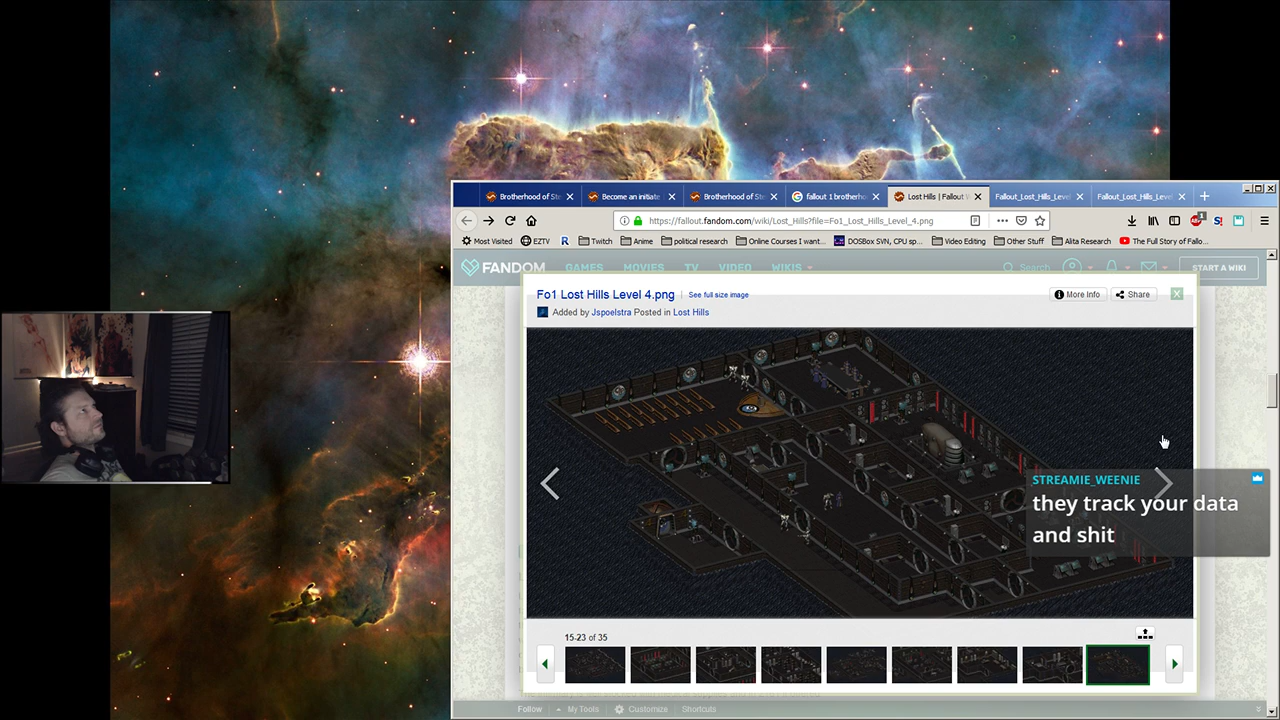 Brotherhood of Ste
Become an initiate
Brotherhood of Ste
fallout 1 brotherho
Lost Hills | Fallout W
Fallout_Lost_Hills_Level
Fallout_Lost_Hills_Level
https://fallout.fandom.com/wiki/Lost_Hills?file=Fo1_Lost_Hills_Level_4.png
Most Visited
EZTV
Twitch
Anime
political research
Online Courses I want...
DOSBox SVN, CPU sp...
Video Editing
Other Stuff
Alita Research
The Full Story of Fallo...
FANDOM
GAMES
MOVIES
TV
VIDEO
WIKIS
Search
START A WIKI
Fo1 Lost Hills Level 4.png
See full size image
More Info
Share
Added by Jspoelstra Posted in Lost Hills
STREAMIE_WEENIE
they track your data
and shit
15-23 of 35
Follow
My Tools
Customize
Shortcuts